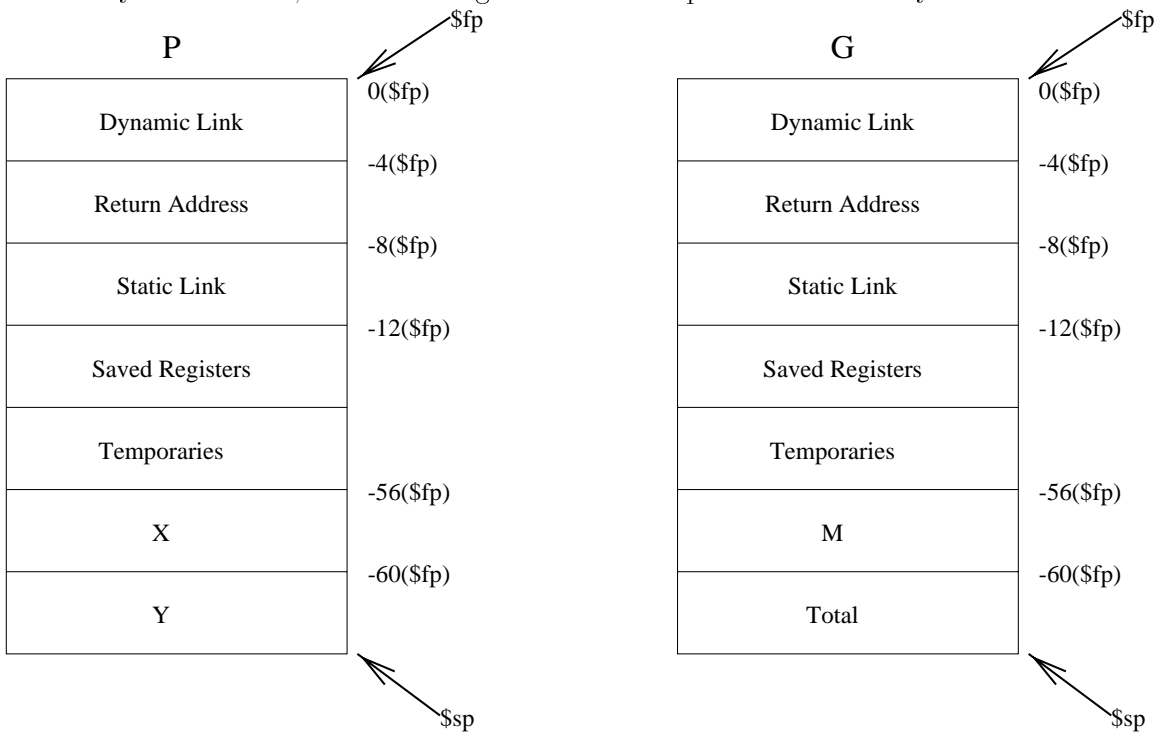 $fp
P
0($fp)
Dynamic Link
-4($fp)
Return Address
-8($fp)
Static Link
-12($fp)
Saved Registers
Temporaries
-56($fp)
X
-60($fp)
Y
$sp
$fp
G
0($fp)
Dynamic Link
-4($fp)
Return Address
-8($fp)
Static Link
-12($fp)
Saved Registers
Temporaries
-56($fp)
M
-60($fp)
Total
$sp